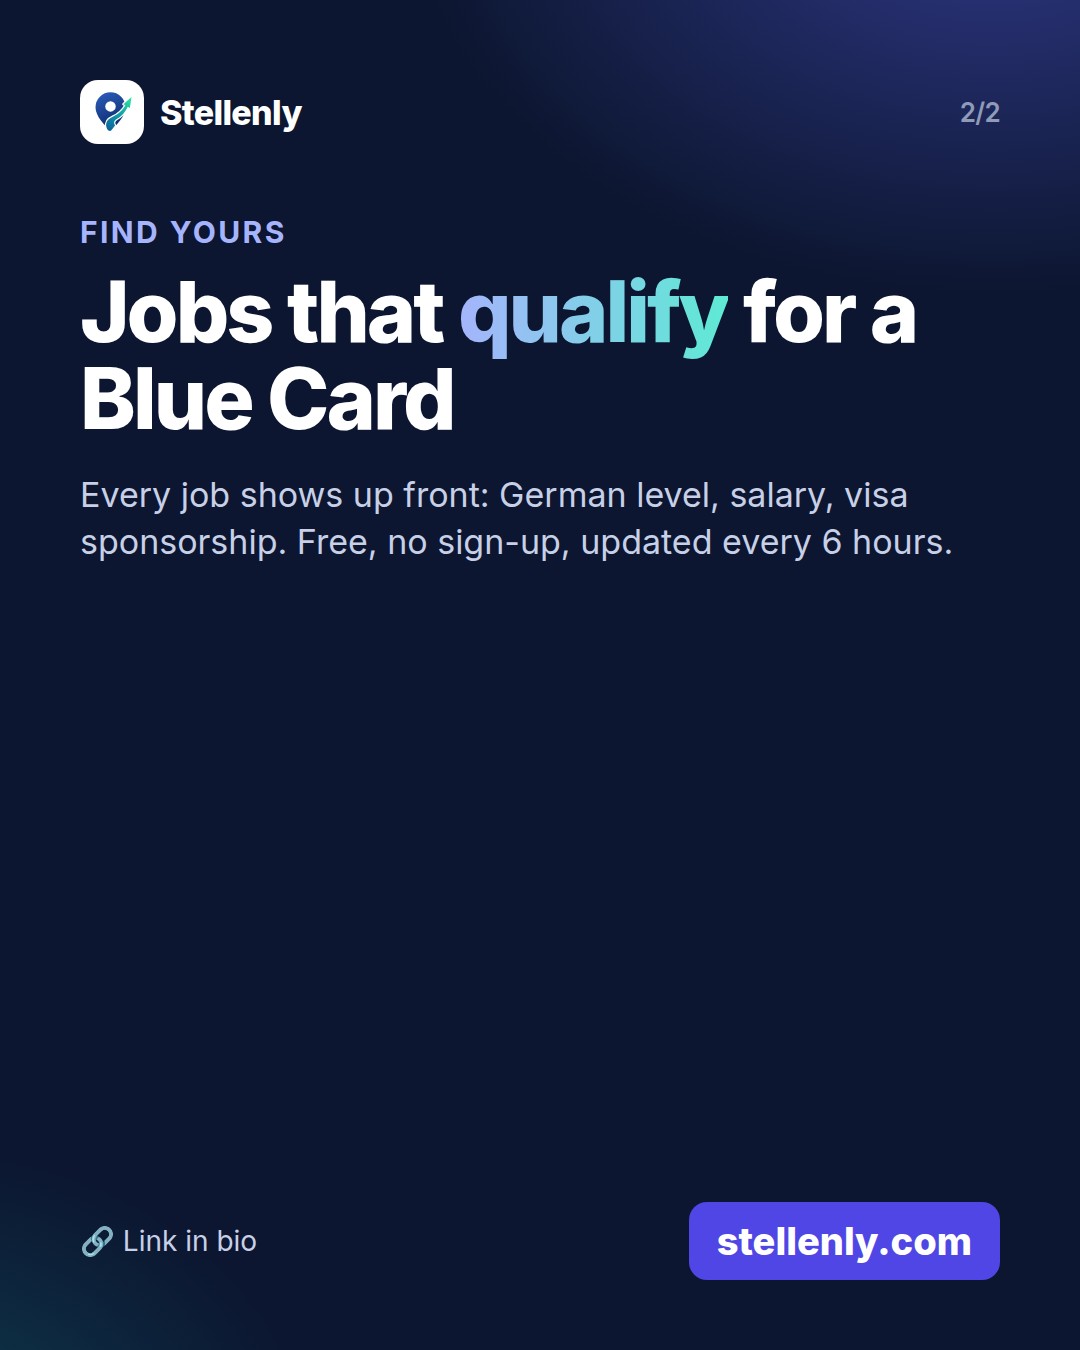 Stellenly
2/2
FIND YOURS
Jobs that qualify for a
Blue Card
Every job shows up front: German level, salary, visa
sponsorship. Free, no sign-up, updated every 6 hours.
🔗 Link in bio
stellenly.com